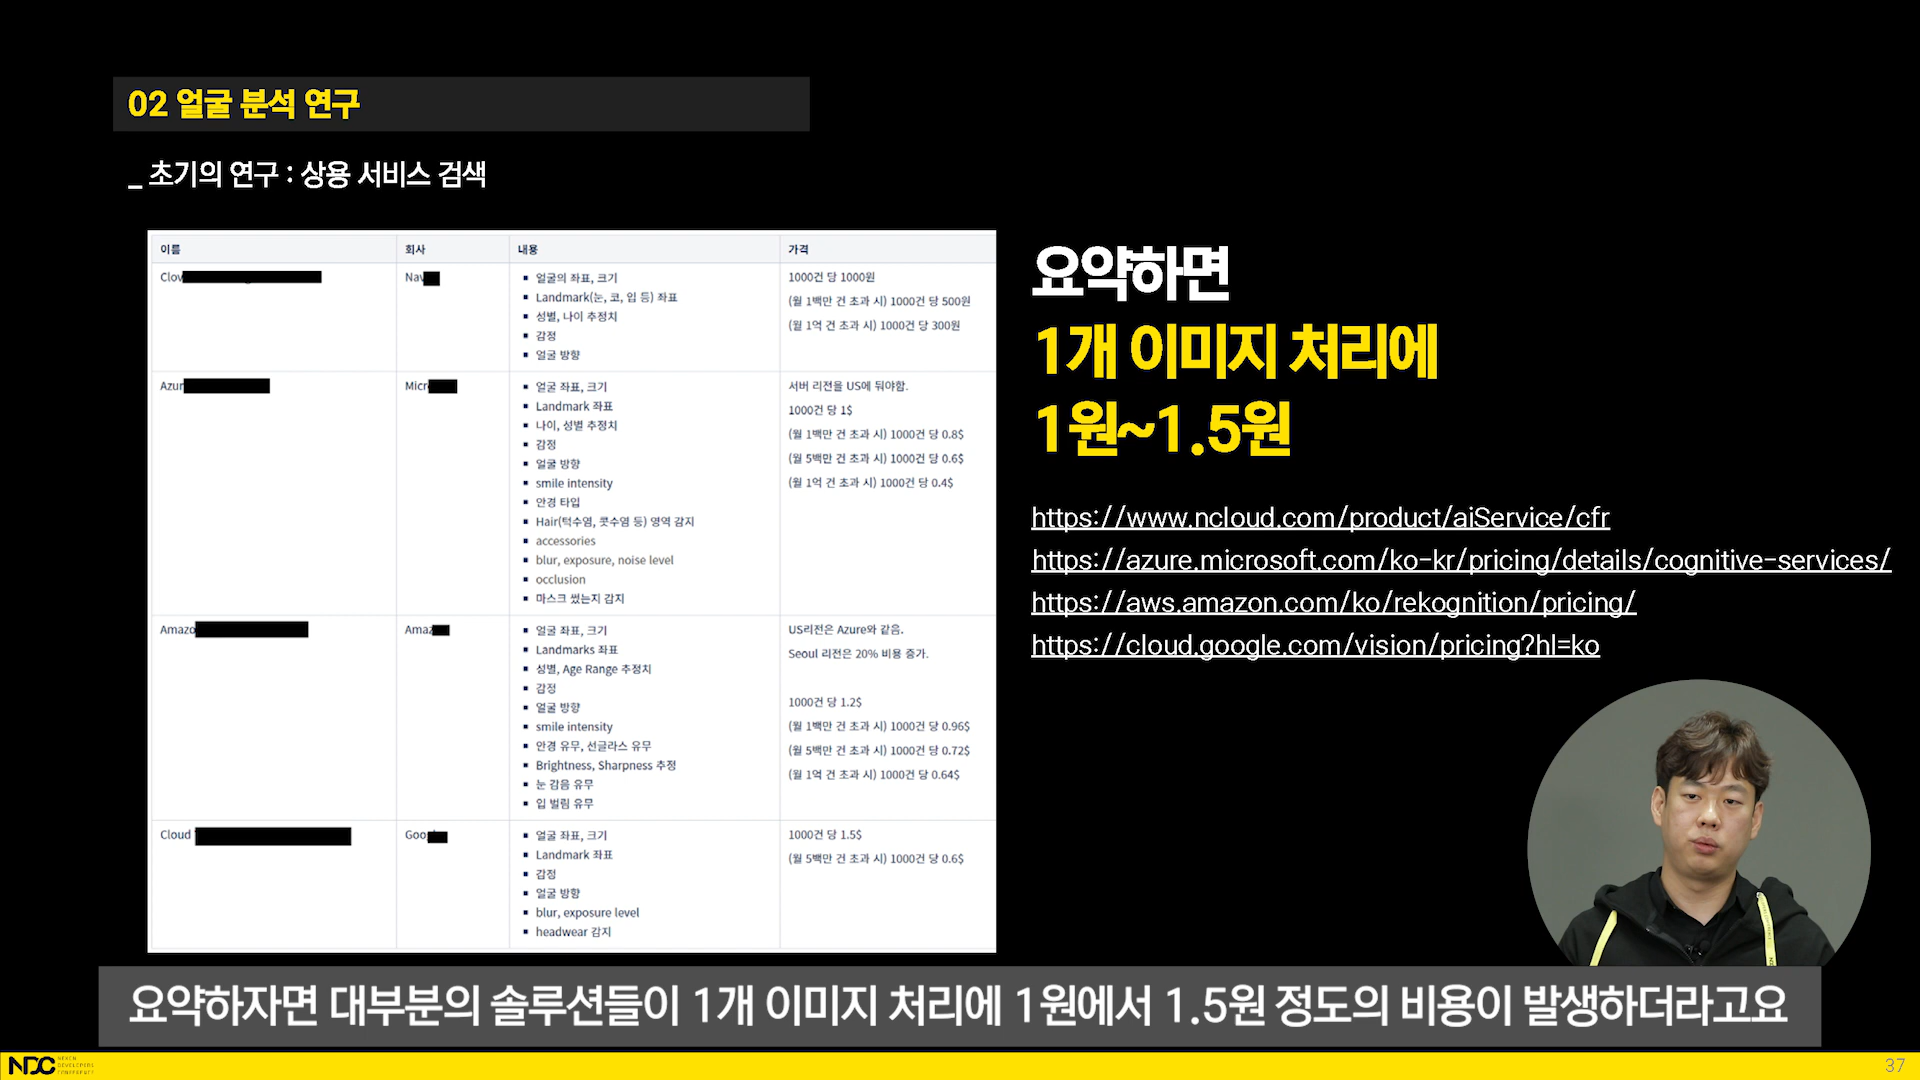 02 얼굴 분석 연구
_ 초기의 연구 : 상용 서비스 검색
이름 회사 내용 가격
Clov Nav
얼굴의 좌표, 크기
Landmark(눈, 코, 입 등) 좌표
성별, 나이 추정치
감정
얼굴 방향
1000건 당 1000원
(월 1백만 건 초과 시) 1000건 당 500원
(월 1억 건 초과 시) 1000건 당 300원
Azur Micr
얼굴 좌표, 크기
Landmark 좌표
나이, 성별 추정치
감정
얼굴 방향
smile intensity
안경 타입
Hair(턱수염, 콧수염 등) 영역 감지
accessories
blur, exposure, noise level
occlusion
마스크 썼는지 감지
서버 리전을 US에 둬야함.
1000건 당 1$
(월 1백만 건 초과 시) 1000건 당 0.8$
(월 5백만 건 초과 시) 1000건 당 0.6$
(월 1억 건 초과 시) 1000건 당 0.4$
Amazo Amaz
얼굴 좌표, 크기
Landmarks 좌표
성별, Age Range 추정치
감정
얼굴 방향
smile intensity
안경 유무, 선글라스 유무
Brightness, Sharpness 추정
눈 감음 유무
입 벌림 유무
US리전은 Azure와 같음.
Seoul 리전은 20% 비용 증가.
1000건 당 1.2$
(월 1백만 건 초과 시) 1000건 당 0.96$
(월 5백만 건 초과 시) 1000건 당 0.72$
(월 1억 건 초과 시) 1000건 당 0.64$
Cloud Goo
얼굴 좌표, 크기
Landmark 좌표
감정
얼굴 방향
blur, exposure level
headwear 감지
1000건 당 1.5$
(월 5백만 건 초과 시) 1000건 당 0.6$
요약하면
1개 이미지 처리에
1원~1.5원
https://www.ncloud.com/product/aiService/cfr
https://azure.microsoft.com/ko-kr/pricing/details/cognitive-services/
https://aws.amazon.com/ko/rekognition/pricing/
https://cloud.google.com/vision/pricing?hl=ko
요약하자면 대부분의 솔루션들이 1개 이미지 처리에 1원에서 1.5원 정도의 비용이 발생하더라고요
NDC
NEXON
DEVELOPERS
CONFERENCE
37